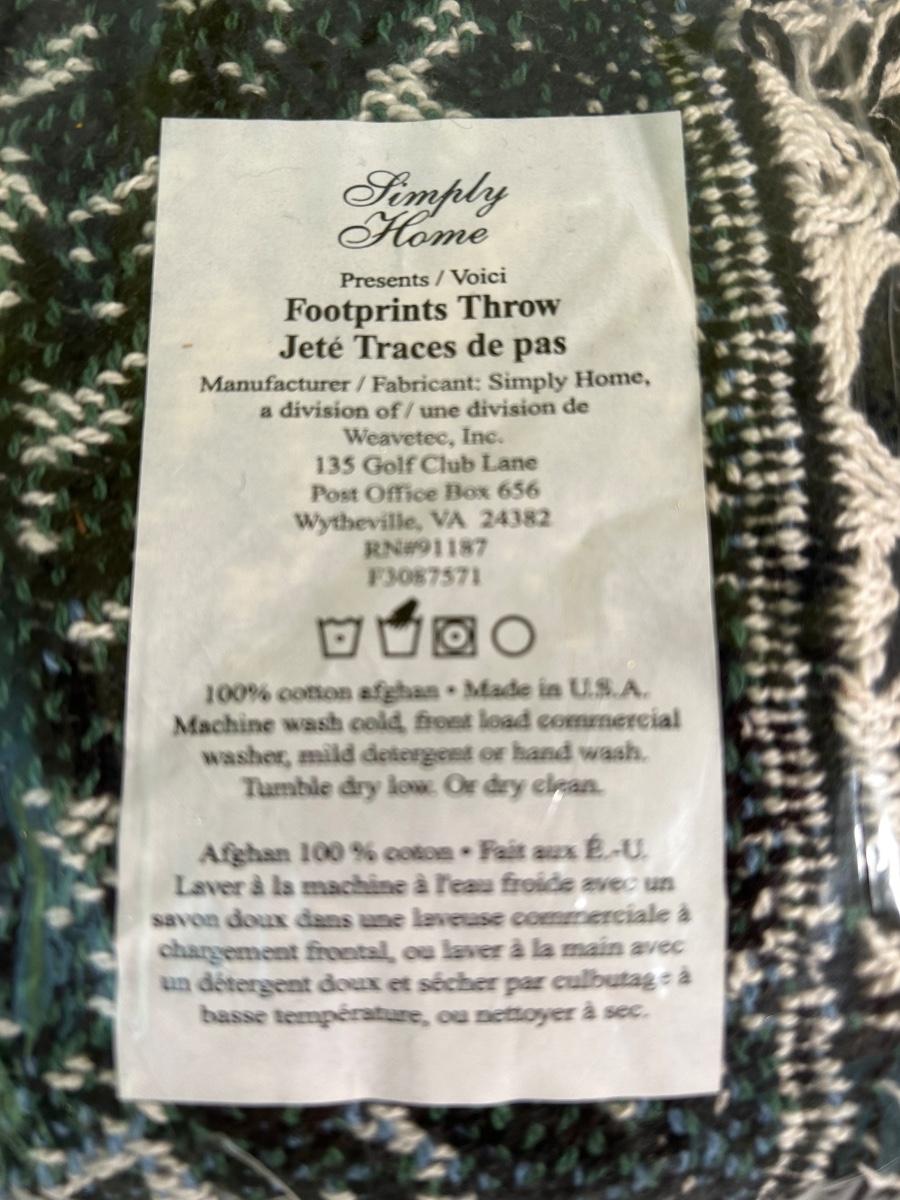 Simply
Home
Presents / Voici
Footprints Throw
Jeté Traces de pas
Manufacturer / Fabricant: Simply Home,
a division of / une division de
Weavetec, Inc.
135 Golf Club Lane
Post Office Box 656
Wytheville, VA 24382
RN#91187
F3087571
100% cotton afghan • Made in U.S.A.
Machine wash cold, front load commercial
washer, mild detergent or hand wash.
Tumble dry low. Or dry clean.
Afghan 100 % coton • Fait aux É.-U.
Laver à la machine à l'eau froide avec un
savon doux dans une laveuse commerciale à
chargement frontal, ou laver à la main avec
un détergent doux et sécher par culbutage à
basse température, ou nettoyer à sec.